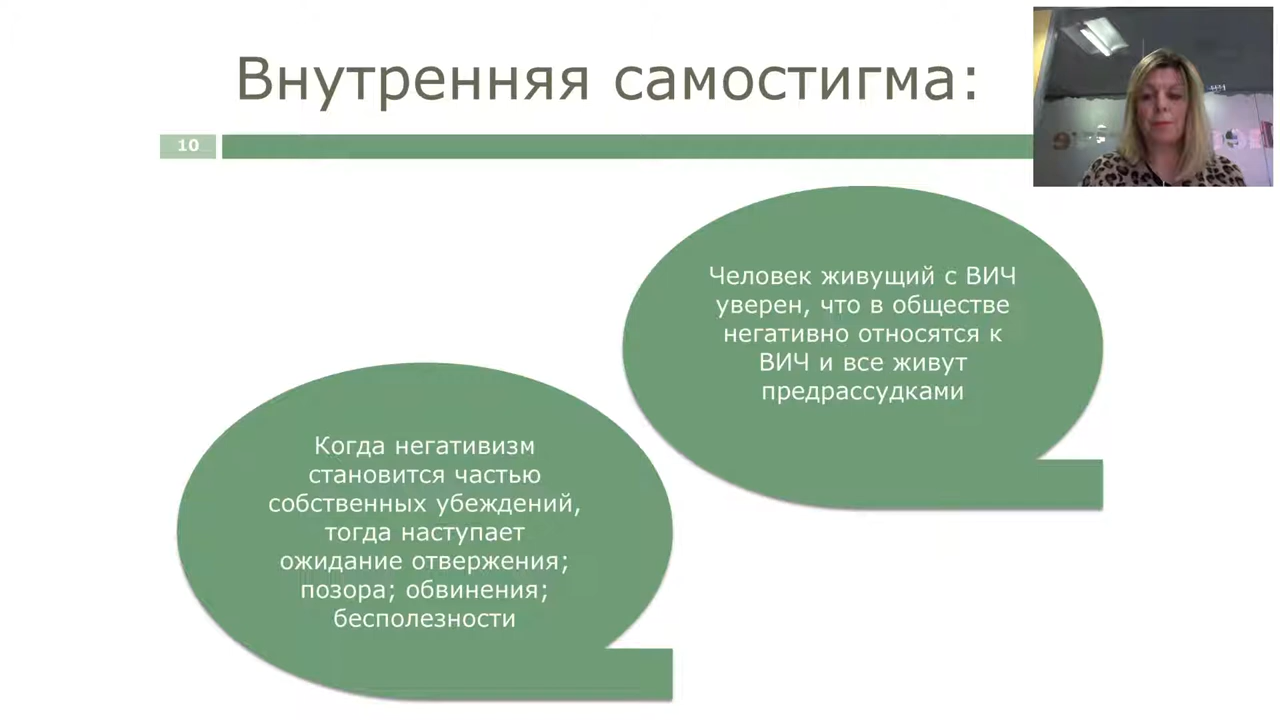 Внутренняя самостигма:
10
Человек живущий с ВИЧ
уверен, что в обществе
негативно относятся к
ВИЧ и все живут
предрассудками
Когда негативизм
становится частью
собственных убеждений,
тогда наступает
ожидание отвержения;
позора; обвинения;
бесполезности